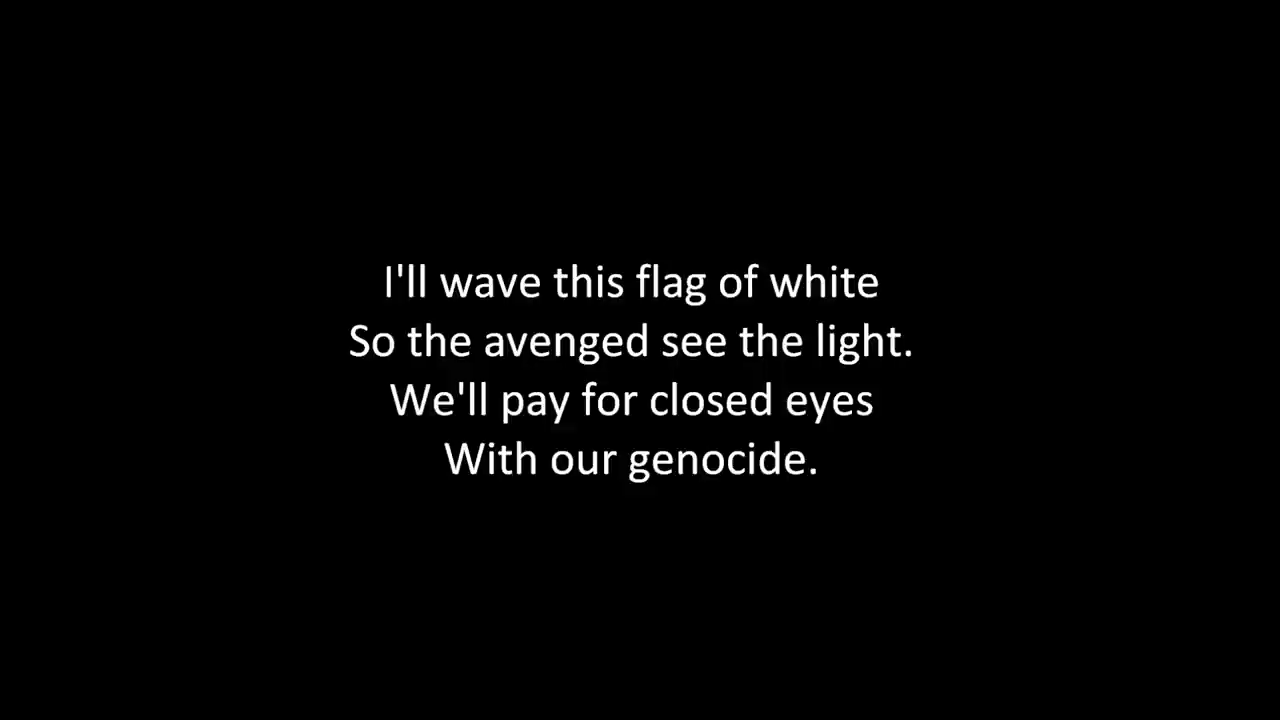 I'll wave this flag of white
So the avenged see the light.
We'll pay for closed eyes
With our genocide.